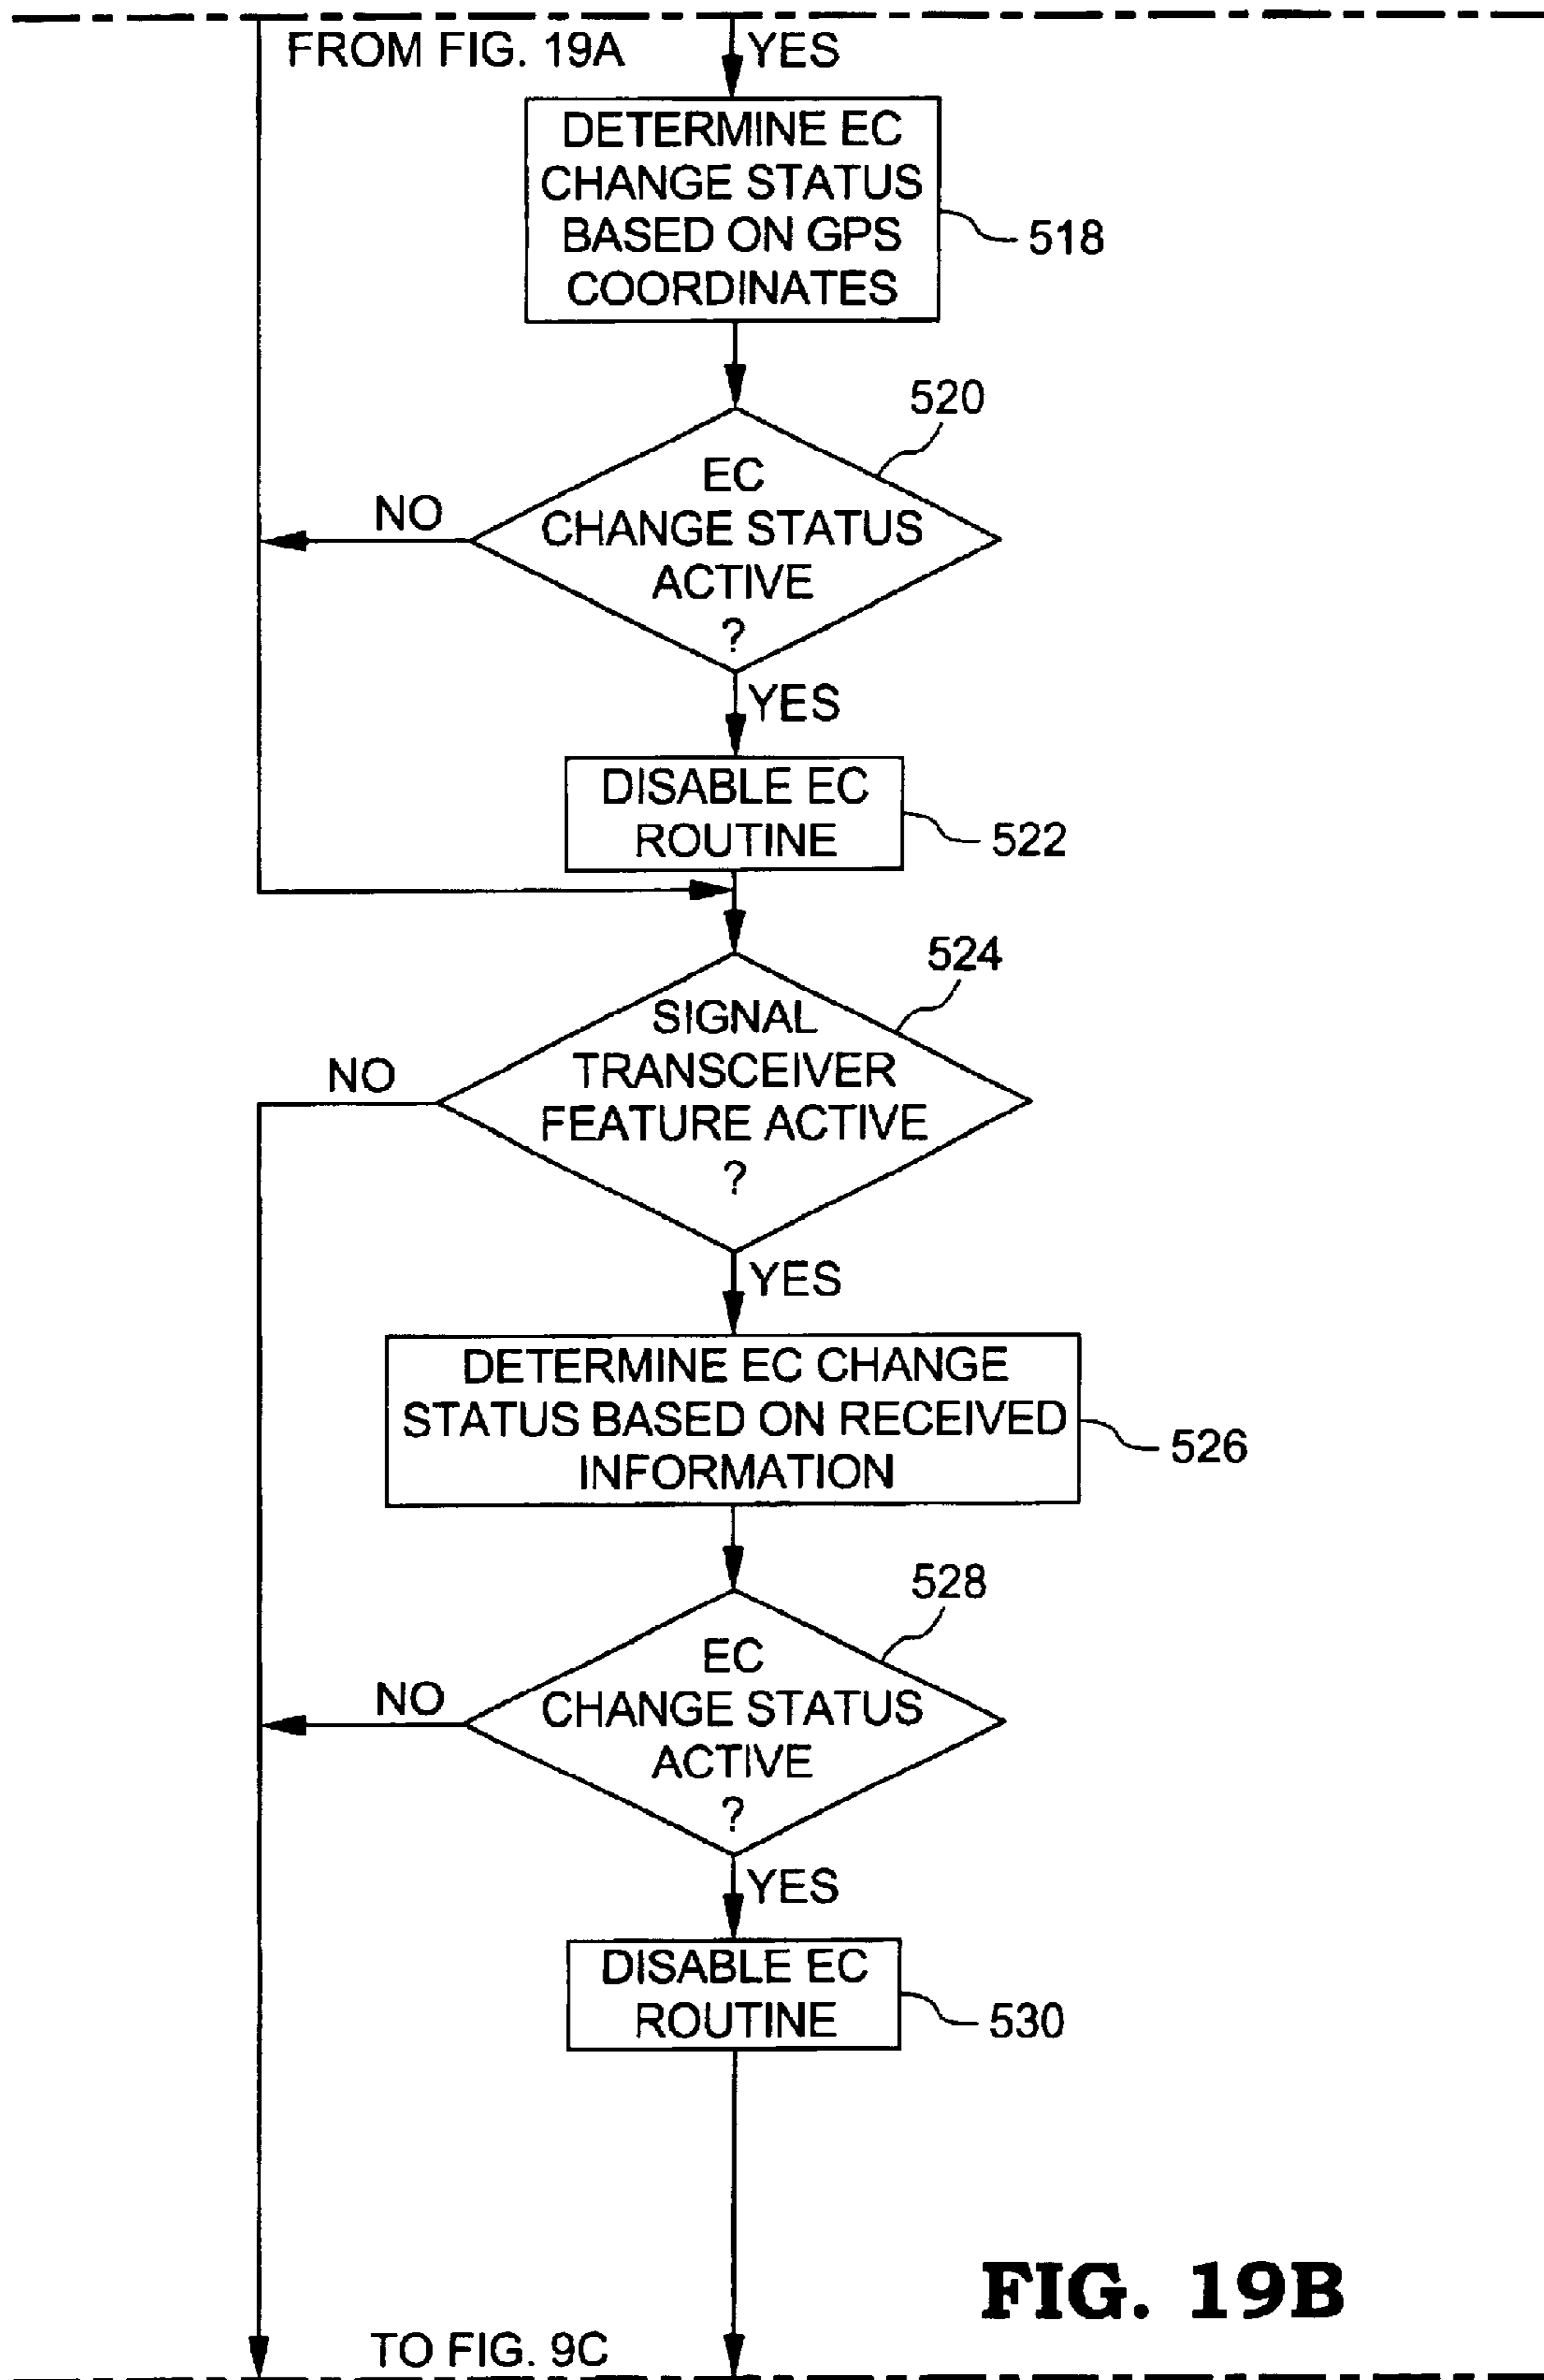 FROM FIG. 19A
YES
DETERMINE EC
CHANGE STATUS
BASED ON GPS
COORDINATES
518
520
EC
CHANGE STATUS
ACTIVE
?
NO
YES
DISABLE EC
ROUTINE
522
524
SIGNAL
TRANSCEIVER
FEATURE ACTIVE
?
NO
YES
DETERMINE EC CHANGE
STATUS BASED ON RECEIVED
INFORMATION
526
528
EC
CHANGE STATUS
ACTIVE
?
NO
YES
DISABLE EC
ROUTINE
530
FIG. 19B
TO FIG. 9C